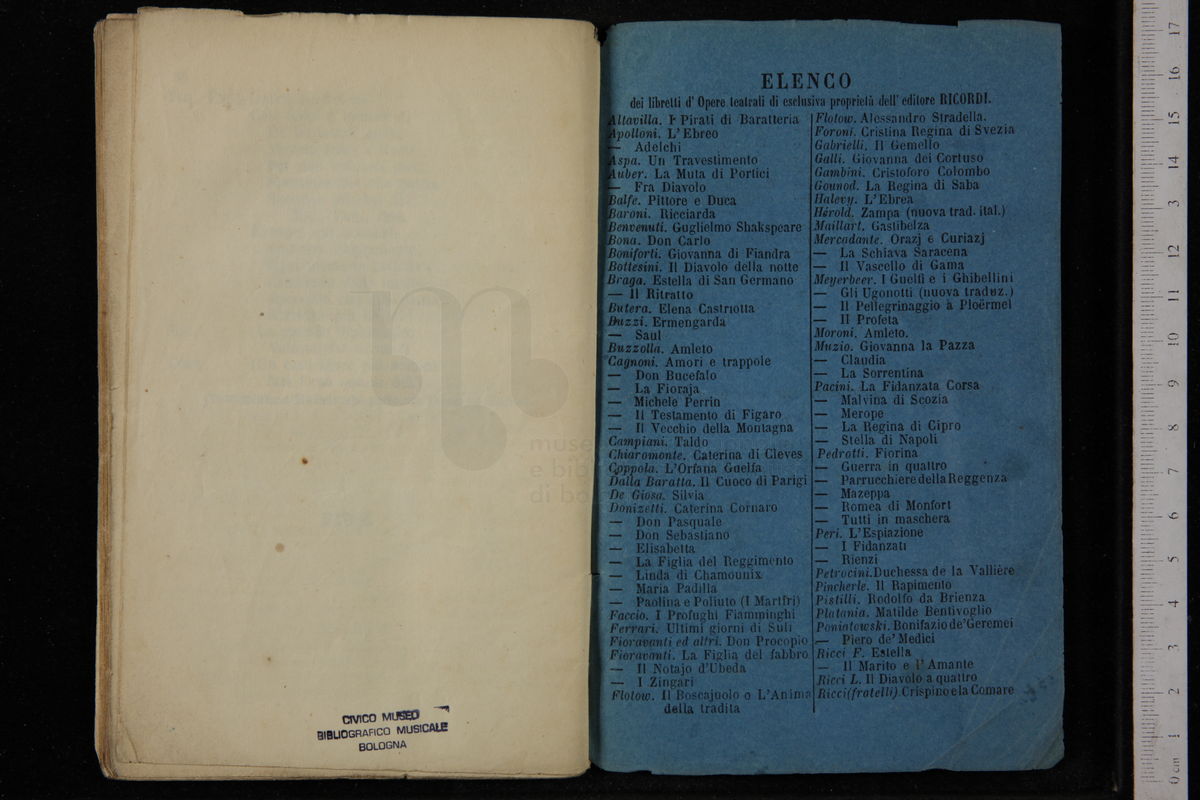 CIVICO MUSEO
BIBLIOGRAFICO MUSICALE
BOLOGNA
ELENCO
dei libretti d' Opere teatrali di esclusiva proprietà dell' editore RICORDI.
Altavilla. I Pirati di Baratteria
Apolloni. L'Ebreo
— Adelchi
Aspa. Un Travestimento
Auber. La Muta di Portici
— Fra Diavolo
Balfe. Pittore e Duca
Baroni. Ricciarda
Benvenuti. Guglielmo Shakspeare
Bona. Don Carlo
Boniforti. Giovanna di Fiandra
Bottesini. Il Diavolo della notte
Braga. Estella di San Germano
— Il Ritratto
Butera. Elena Castriotta
Buzzi. Ermengarda
— Saul
Buzzolla. Amleto
Cagnoni. Amori e trappole
— Don Bucefalo
— La Fioraja
— Michele Perrin
— Il Testamento di Figaro
— Il Vecchio della Montagna
Campiani. Taldo
Chiaromonte. Caterina di Cleves
Coppola. L'Orfana Guelfa
Dalla Baratta. Il Cuoco di Parigi
De Giosa. Silvia
Donizetti. Caterina Cornaro
— Don Pasquale
— Don Sebastiano
— Elisabetta
— La Figlia del Reggimento
— Linda di Chamounix
— Maria Padilla
— Paolina e Poliuto (I Martiri)
Faccio. I Profughi Fiamminghi
Ferrari. Ultimi giorni di Suli
Fioravanti ed altri. Don Procopio
Fioravanti. La Figlia del fabbro
— Il Notajo d'Ubeda
— I Zingari
Flotow. Il Boscajuolo o L'Anima
della tradita
Flotow. Alessandro Stradella.
Foroni. Cristina Regina di Svezia
Gabrielli. Il Gemello
Galli. Giovanna dei Cortuso
Gambini. Cristoforo Colombo
Gounod. La Regina di Saba
Halevy. L'Ebrea
Hérold. Zampa (nuova trad. ital.)
Maillart. Gastibelza
Mercadante. Orazj e Curiazj
— La Schiava Saracena
— Il Vascello di Gama
Meyerbeer. I Guelfi e i Ghibellini
— Gli Ugonotti (nuova traduz.)
— Il Pellegrinaggio a Ploërmel
— Il Profeta
Moroni. Amleto.
Muzio. Giovanna la Pazza
— Claudia
— La Sorrentina
Pacini. La Fidanzata Corsa
— Malvina di Scozia
— Merope
— La Regina di Cipro
— Stella di Napoli
Pedrotti. Fiorina
— Guerra in quattro
— Parrucchiere della Reggenza
— Mazeppa
— Romea di Monfort
— Tutti in maschera
Peri. L'Espiazione
— I Fidanzati
— Rienzi
Petrocini. Duchessa de la Vallière
Pincherle. Il Rapimento
Pistilli. Rodolfo da Brienza
Platania. Matilde Bentivoglio
Poniatowski. Bonifazio de' Geremei
— Piero de' Medici
Ricci F. Estella
— Il Marito e l'Amante
Ricci L. Il Diavolo a quattro
Ricci (fratelli) Crispino e la Comare